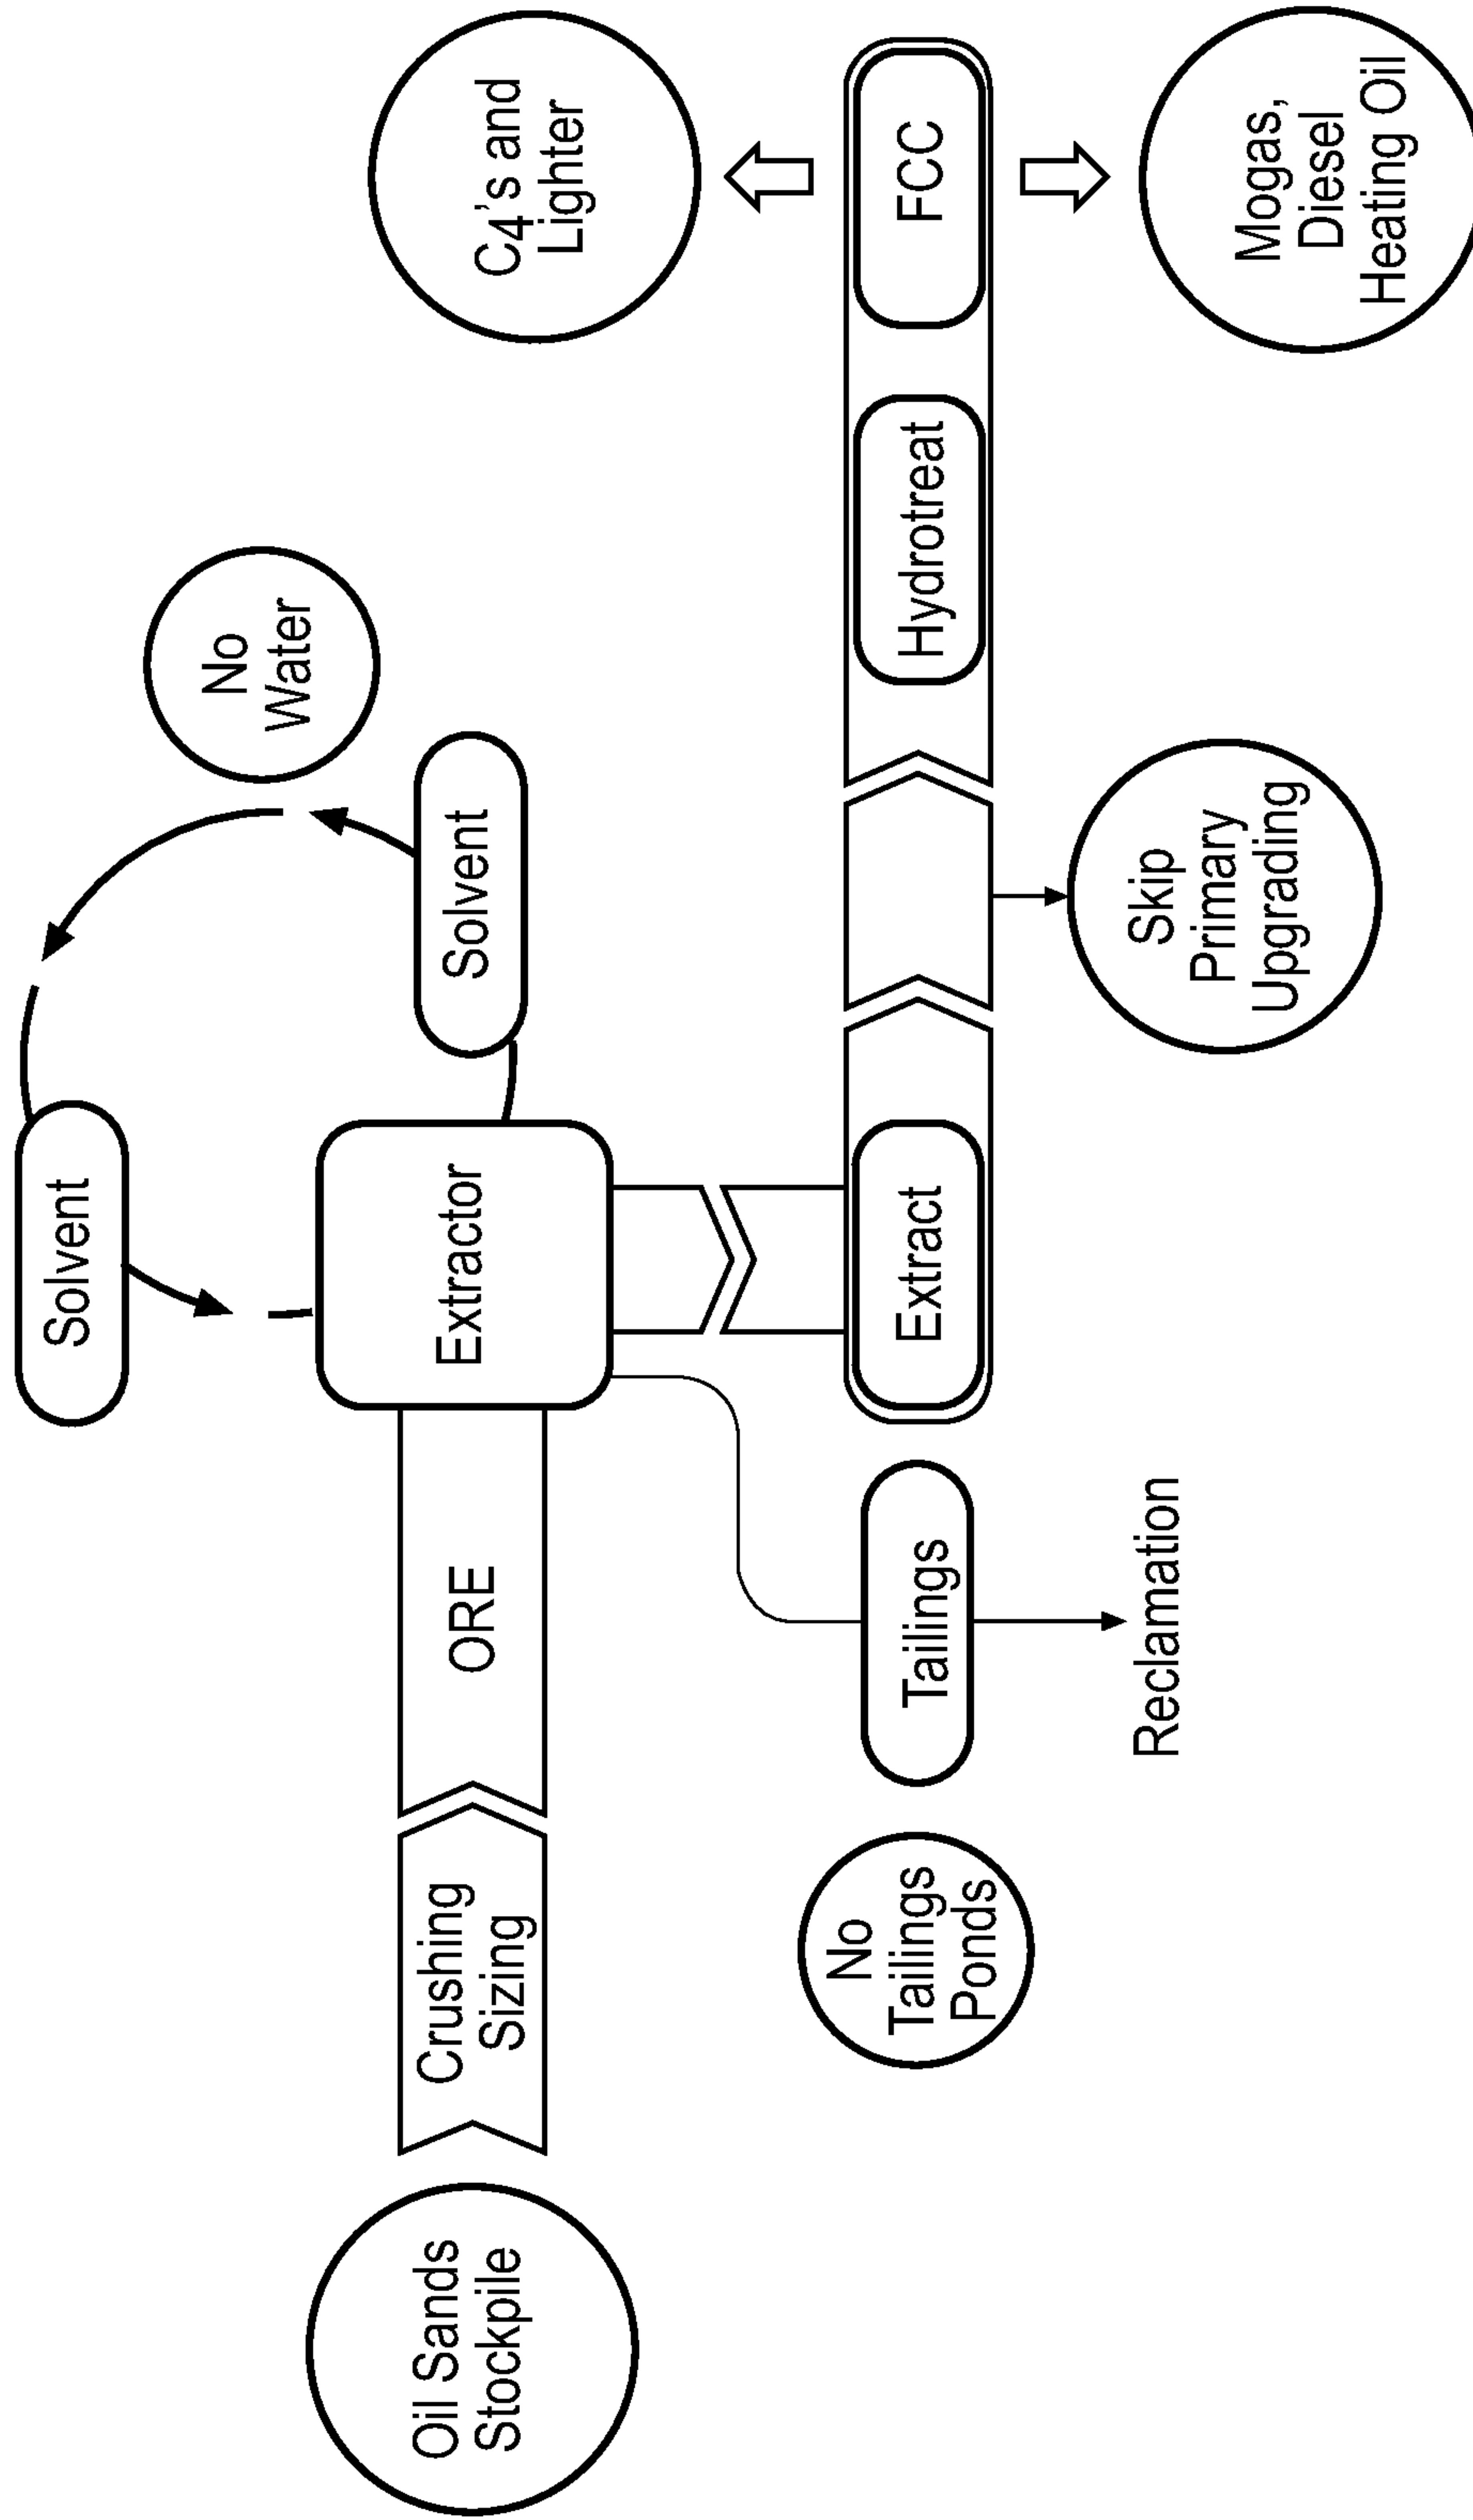 Solvent
No
Water
Solvent
C4's and
Lighter
Oil Sands
Stockpile
Crushing
Sizing
ORE
Extractor
No
Tailings
Ponds
Tailings
Extract
Hydrotreat
FCC
Reclamation
Skip
Primary
Upgrading
Mogas,
Diesel
Heating Oil